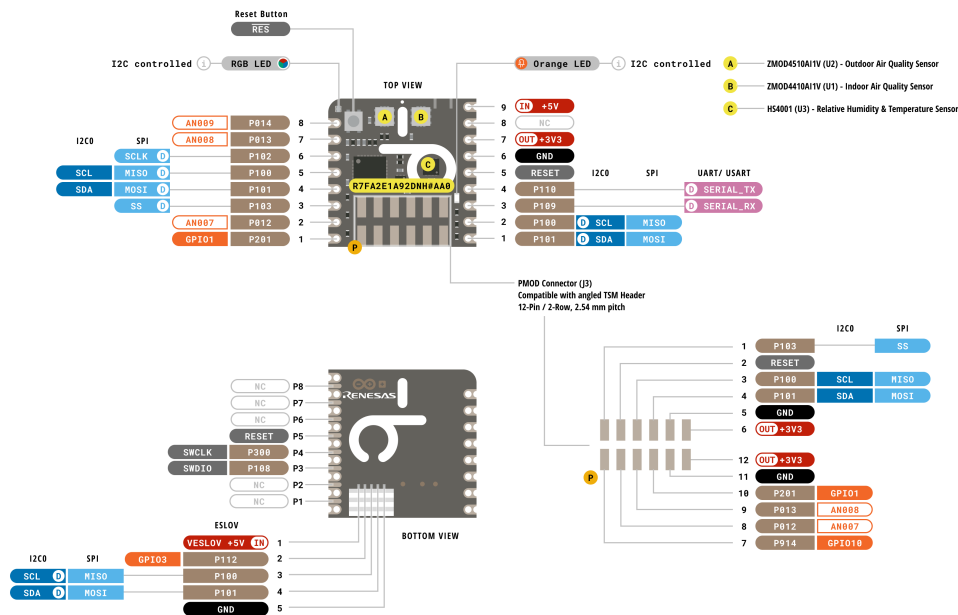 Reset Button
RES
I2C controlled i RGB LED
Orange LED i I2C controlled
TOP VIEW
A ZMOD4510AI1V (U2) - Outdoor Air Quality Sensor
B ZMOD4410AI1V (U1) - Indoor Air Quality Sensor
C HS4001 (U3) - Relative Humidity & Temperature Sensor
A B
C
R7FA2E1A92DNH#AA0
P
I2C0 SPI
AN009 P014 8
AN008 P013 7
SCLK D P102 6
SCL MISO D P100 5
SDA MOSI D P101 4
SS D P103 3
AN007 P012 2
GPIO1 P201 1
9 IN +5V
8 NC
7 OUT +3V3
6 GND
5 RESET I2C0 SPI UART/ USART
4 P110 D SERIAL_TX
3 P109 D SERIAL_RX
2 P100 D SCL MISO
1 P101 D SDA MOSI
PMOD Connector (J3)
Compatible with angled TSM Header
12-Pin / 2-Row, 2.54 mm pitch
I2C0 SPI
1 P103 SS
2 RESET
3 P100 SCL MISO
4 P101 SDA MOSI
5 GND
6 OUT +3V3
12 OUT +3V3
11 GND
10 P201 GPIO1
9 P013 AN008
8 P012 AN007
7 P914 GPIO10
P
RENESAS
NC P8
NC P7
NC P6
RESET P5
SWCLK P300 P4
SWDIO P108 P3
NC P2
NC P1
BOTTOM VIEW
ESLOV
I2C0 SPI
VESLOV +5V IN 1
GPIO3 P112 2
SCL D MISO P100 3
SDA D MOSI P101 4
GND 5